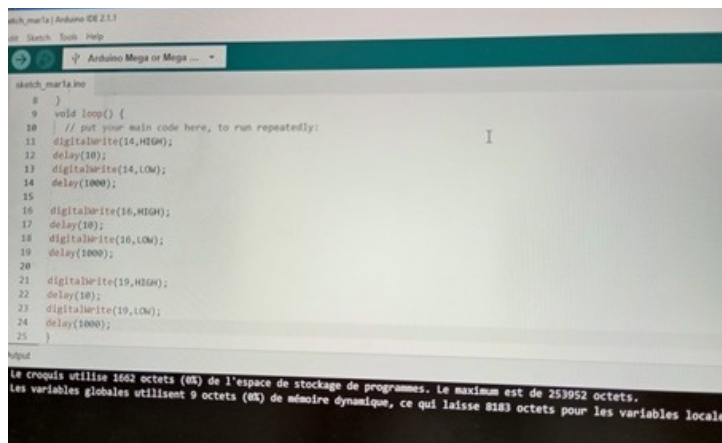 sketch_mar1a | Arduino IDE 2.1.1
Sketch Tools Help
Arduino Mega or Mega ...
sketch_mar1a.ino
8 }
9 void loop() {
10 // put your main code here, to run repeatedly:
11 digitalWrite(14,HIGH);
12 delay(10);
13 digitalWrite(14,LOW);
14 delay(1000);
15
16 digitalWrite(16,HIGH);
17 delay(10);
18 digitalWrite(16,LOW);
19 delay(1000);
20
21 digitalWrite(19,HIGH);
22 delay(10);
23 digitalWrite(19,LOW);
24 delay(1000);
25 }
Output
Le croquis utilise 1662 octets (0%) de l'espace de stockage de programmes. Le maximum est de 253952 octets.
Les variables globales utilisent 9 octets (0%) de mémoire dynamique, ce qui laisse 8183 octets pour les variables locale